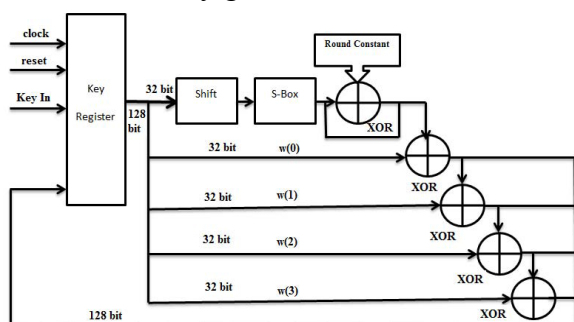 clock
reset
Key In
Key
Register
128
bit
32 bit
Shift
S-Box
Round Constant
XOR
32 bit w(0)
XOR
32 bit w(1)
XOR
32 bit w(2)
XOR
32 bit w(3)
XOR
128 bit